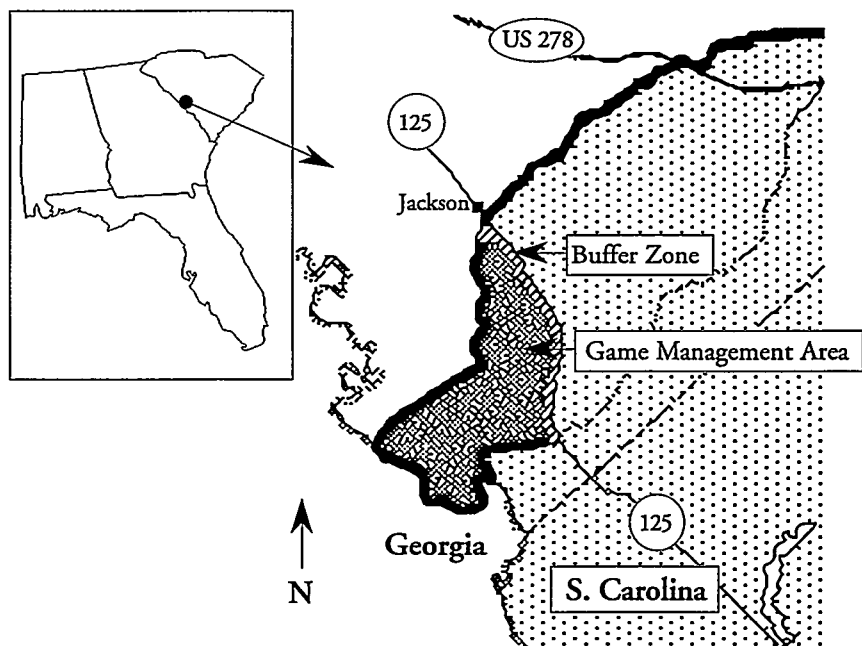 US 278
125
Jackson
Buffer Zone
Game Management Area
125
Georgia
S. Carolina
N